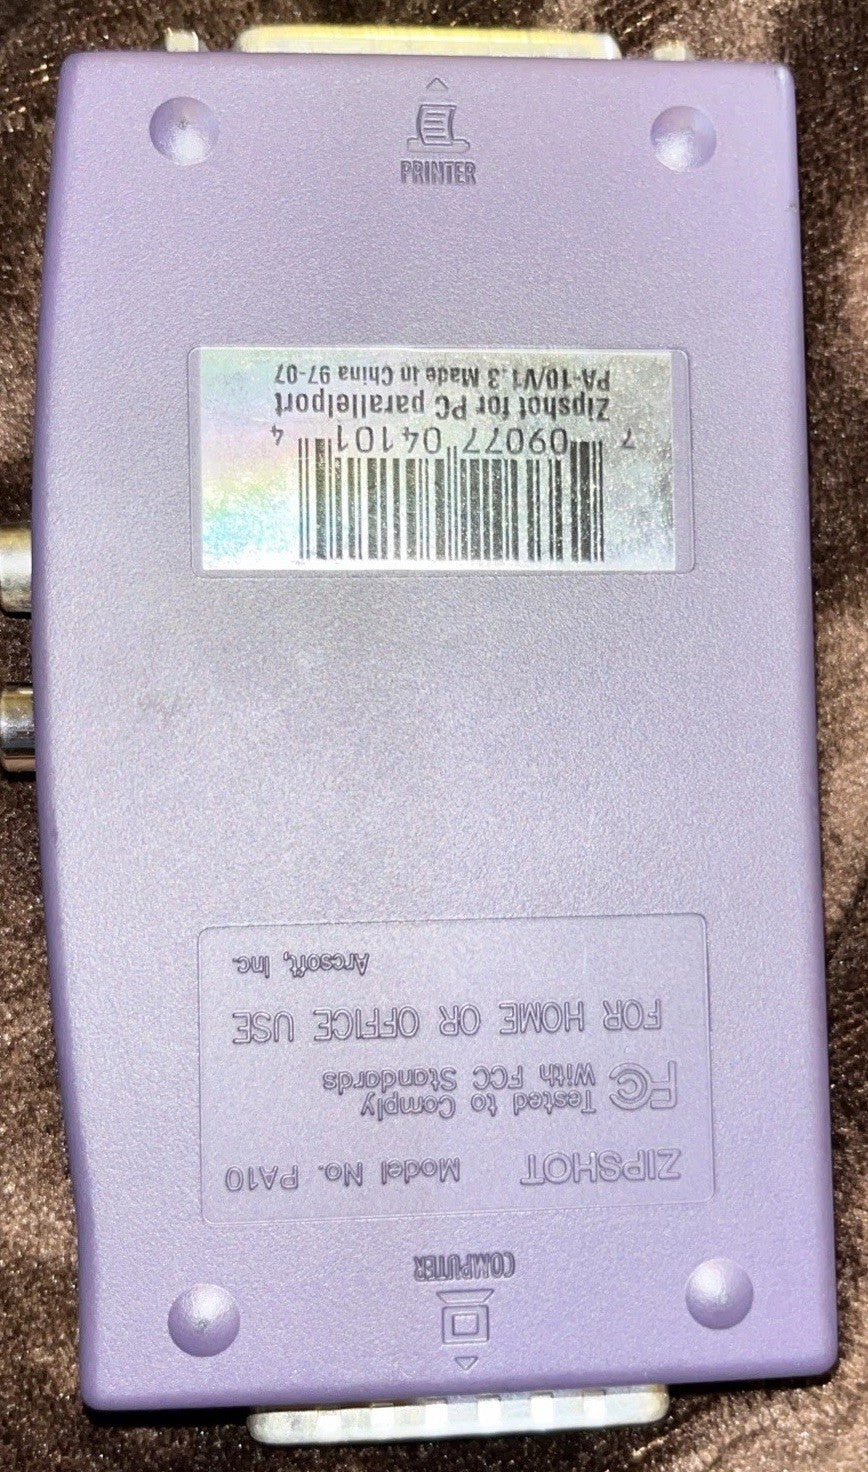 PRINTER
7 09077 04101 4
Zipshot for PC parallelport
PA-10/V1.3 Made in China 97-07
COMPUTER
ZIPSHOT Model No. PA10
FC Tested to Comply
With FCC Standards
FOR HOME OR OFFICE USE
Arcsoft, Inc.